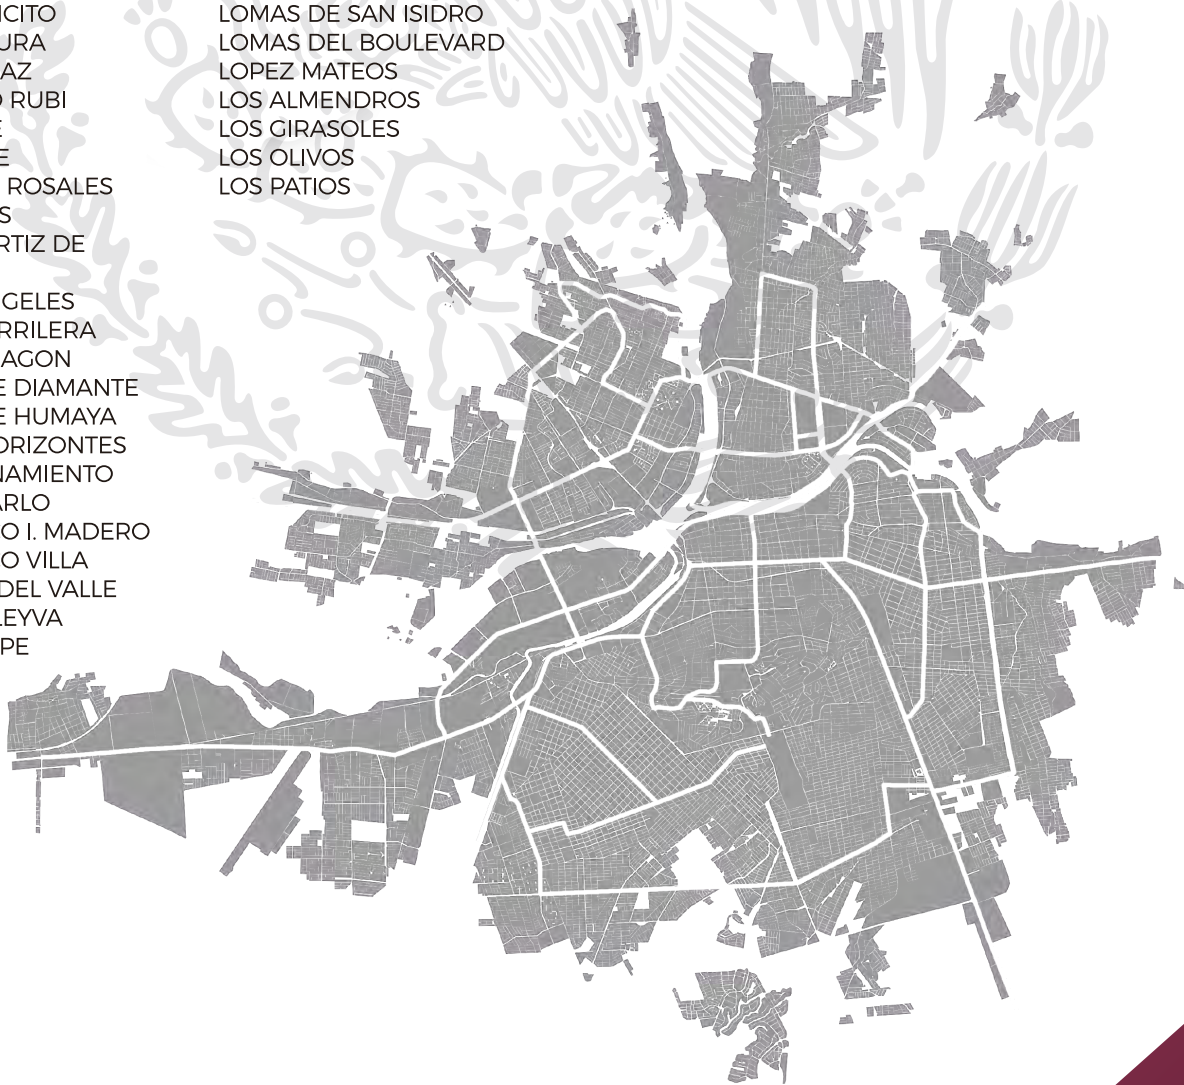 ICITO
URA
AZ
O RUBI
E
E
ROSALES
S
RTIZ DE
GELES
RRILERA
AGON
E DIAMANTE
E HUMAYA
ORIZONTES
NAMIENTO
ARLO
O I. MADERO
O VILLA
DEL VALLE
LEYVA
PE
LOMAS DE SAN ISIDRO
LOMAS DEL BOULEVARD
LOPEZ MATEOS
LOS ALMENDROS
LOS GIRASOLES
LOS OLIVOS
LOS PATIOS